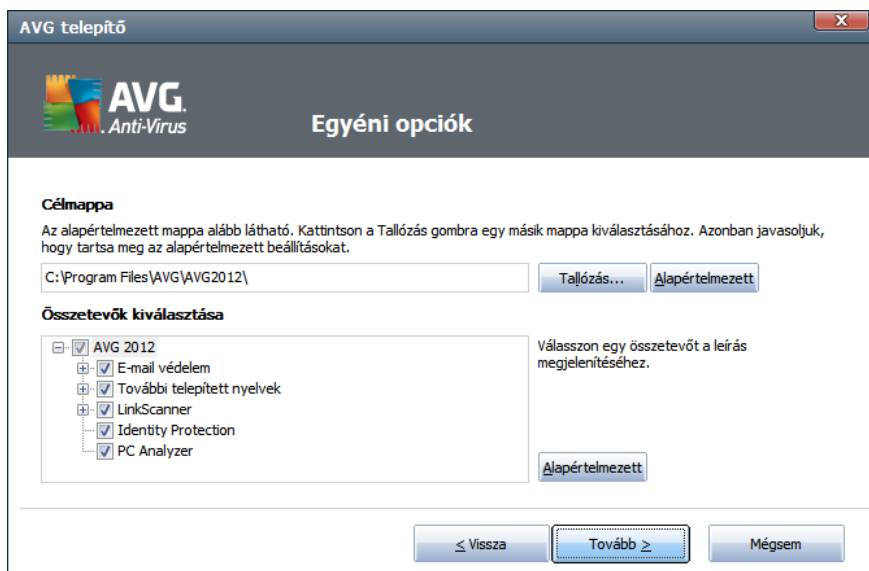 AVG telepítő
X
AVG.
Anti-Virus
Egyéni opciók
Célmappa
Az alapértelmezett mappa alább látható. Kattintson a Tallózás gombra egy másik mappa kiválasztásához. Azonban javasoljuk,
hogy tartsa meg az alapértelmezett beállításokat.
C:\Program Files\AVG\AVG2012\
Tallózás...
Alapértelmezett
Összetevők kiválasztása
AVG 2012
E-mail védelem
További telepített nyelvek
LinkScanner
Identity Protection
PC Analyzer
Válasszon egy összetevőt a leírás
megjelenítéséhez.
Alapértelmezett
< Vissza
Tovább >
Mégsem